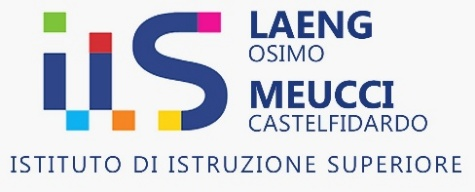 iis
LAENG
OSIMO
MEUCCI
CASTELFIDARDO
ISTITUTO DI ISTRUZIONE SUPERIORE